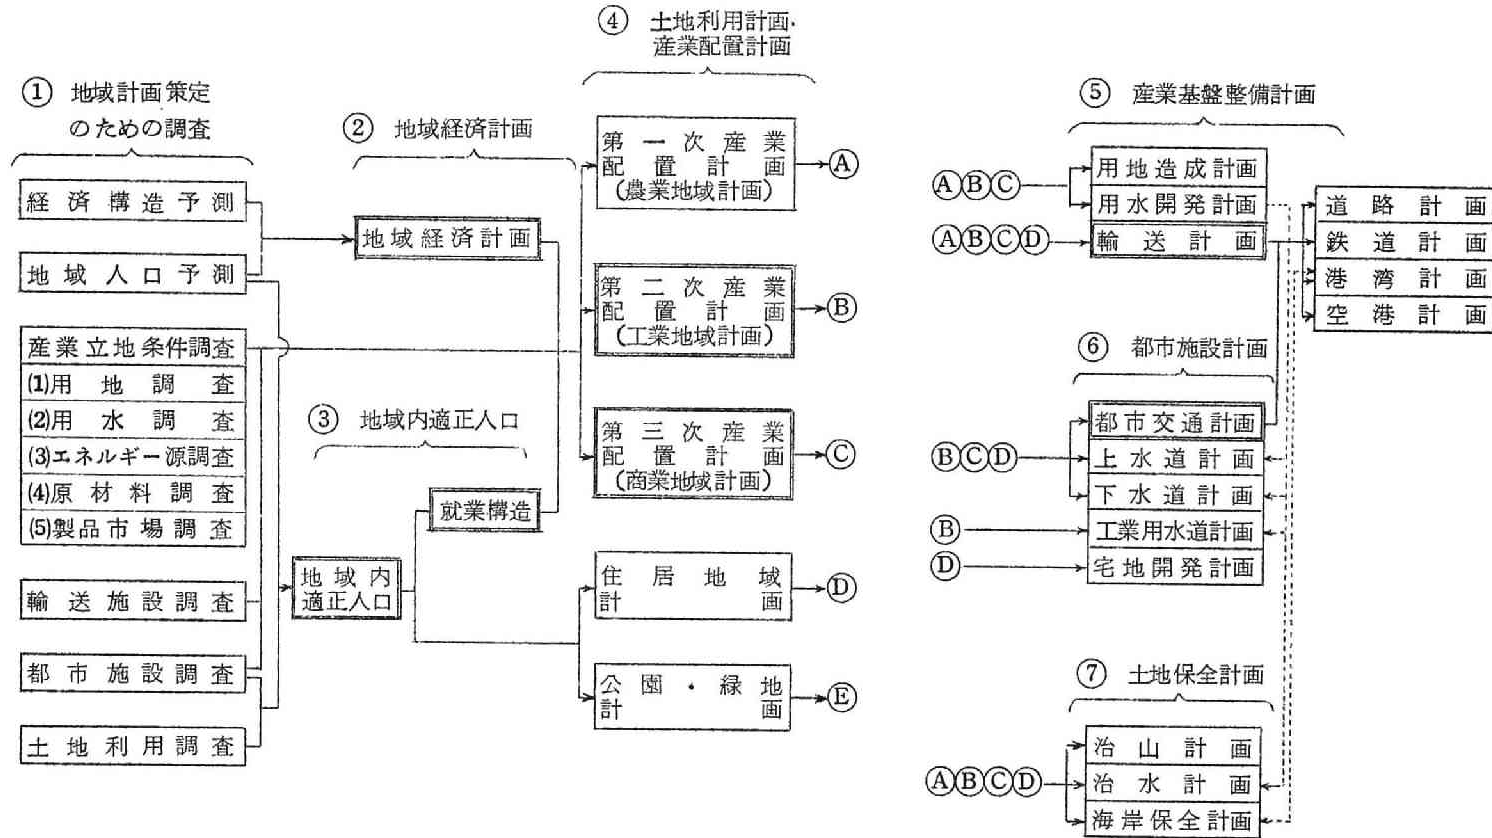 ① 地域計画策定
のための調査
経済構造予測
地域人口予測
産業立地条件調査
(1)用地調査
(2)用水調査
(3)エネルギー源調査
(4)原材料調査
(5)製品市場調査
輸送施設調査
都市施設調査
土地利用調査
② 地域経済計画
地域経済計画
③ 地域内適正人口
就業構造
地域内
適正人口
④ 土地利用計画・
産業配置計画
第一次産業
配置計画
(農業地域計画)
Ⓐ
第二次産業
配置計画
(工業地域計画)
Ⓑ
第三次産業
配置計画
(商業地域計画)
Ⓒ
住居地域
計画
Ⓓ
公園・緑地
計画
Ⓔ
⑤ 産業基盤整備計画
ⒶⒷⒸ
用地造成計画
用水開発計画
ⒶⒷⒸⒹ
輸送計画
道路計画
鉄道計画
港湾計画
空港計画
⑥ 都市施設計画
都市交通計画
ⒷⒸⒹ
上水道計画
下水道計画
Ⓑ
工業用水道計画
Ⓓ
宅地開発計画
⑦ 土地保全計画
治山計画
ⒶⒷⒸⒹ
治水計画
海岸保全計画